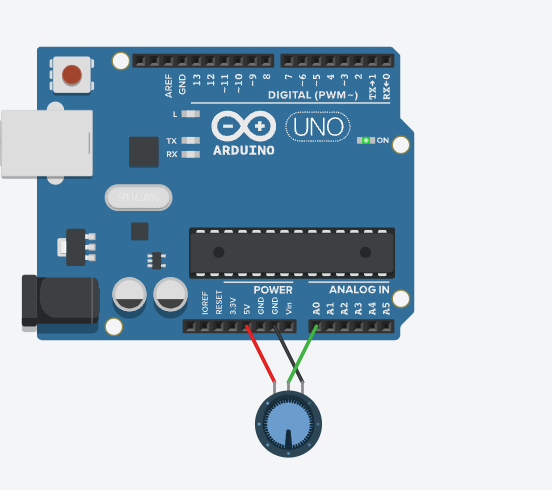 AREF
GND
13
12
~11
~10
~9
8
7
~6
~5
4
~3
2
TX→1
RX←0
DIGITAL (PWM~)
L
TX
RX
UNO
ARDUINO
ON
POWER
ANALOG IN
IOREF
RESET
3.3V
5V
GND
GND
Vin
A0
A1
A2
A3
A4
A5